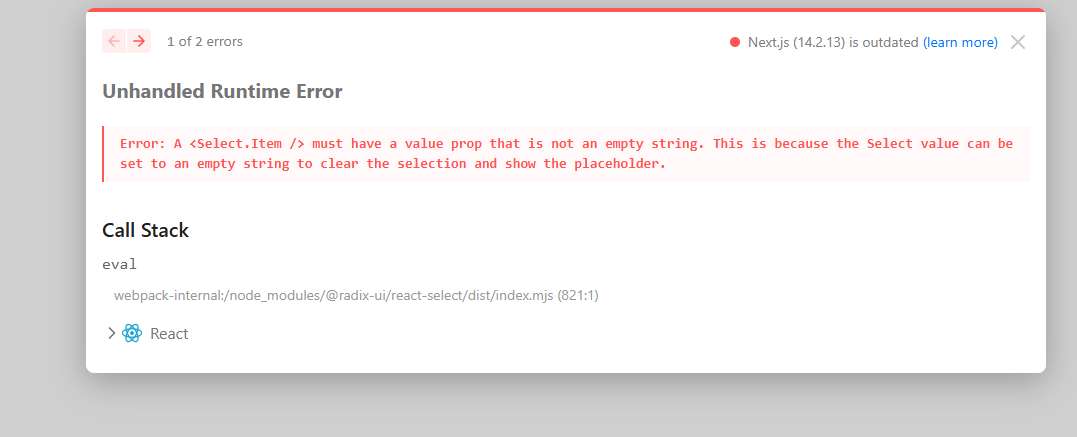 1 of 2 errors
Next.js (14.2.13) is outdated (learn more)
Unhandled Runtime Error
Error: A <Select.Item /> must have a value prop that is not an empty string. This is because the Select value can be
set to an empty string to clear the selection and show the placeholder.
Call Stack
eval
webpack-internal:/node_modules/@radix-ui/react-select/dist/index.mjs (821:1)
React